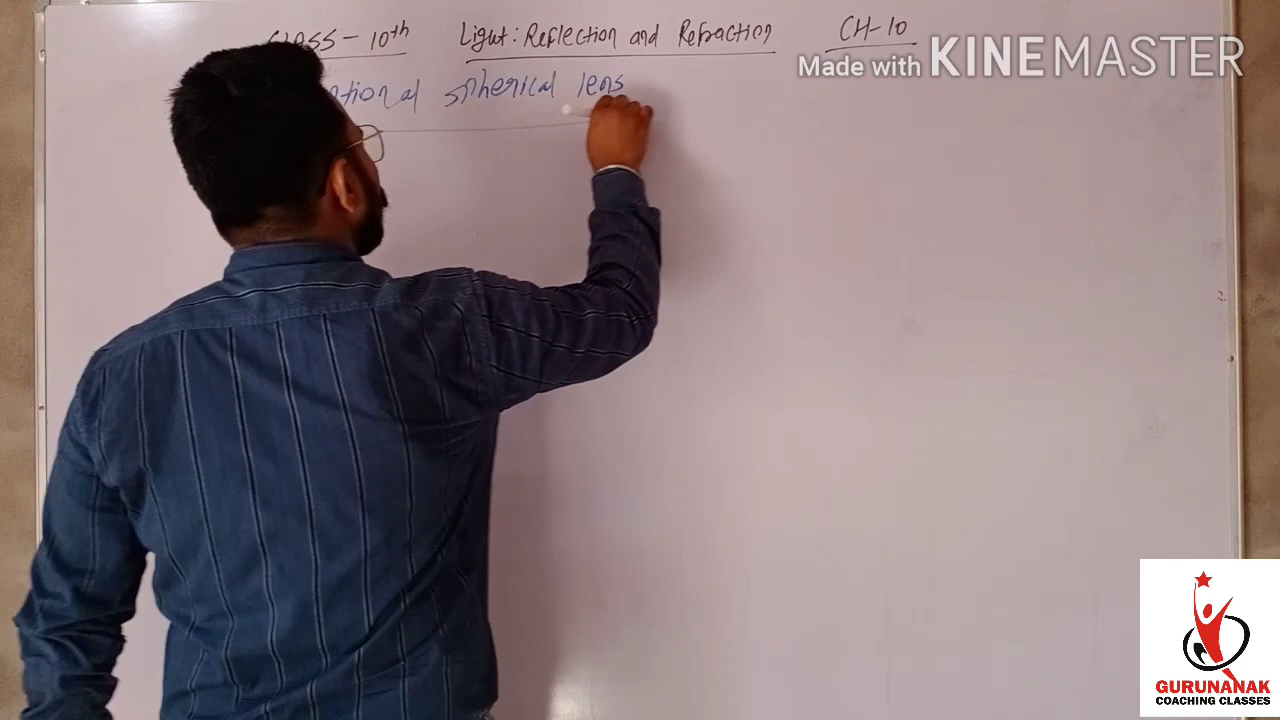 CLASS - 10th Light: Reflection and Refraction CH-10
spherical lens
Made with KINEMASTER
GURUNANAK
COACHING CLASSES